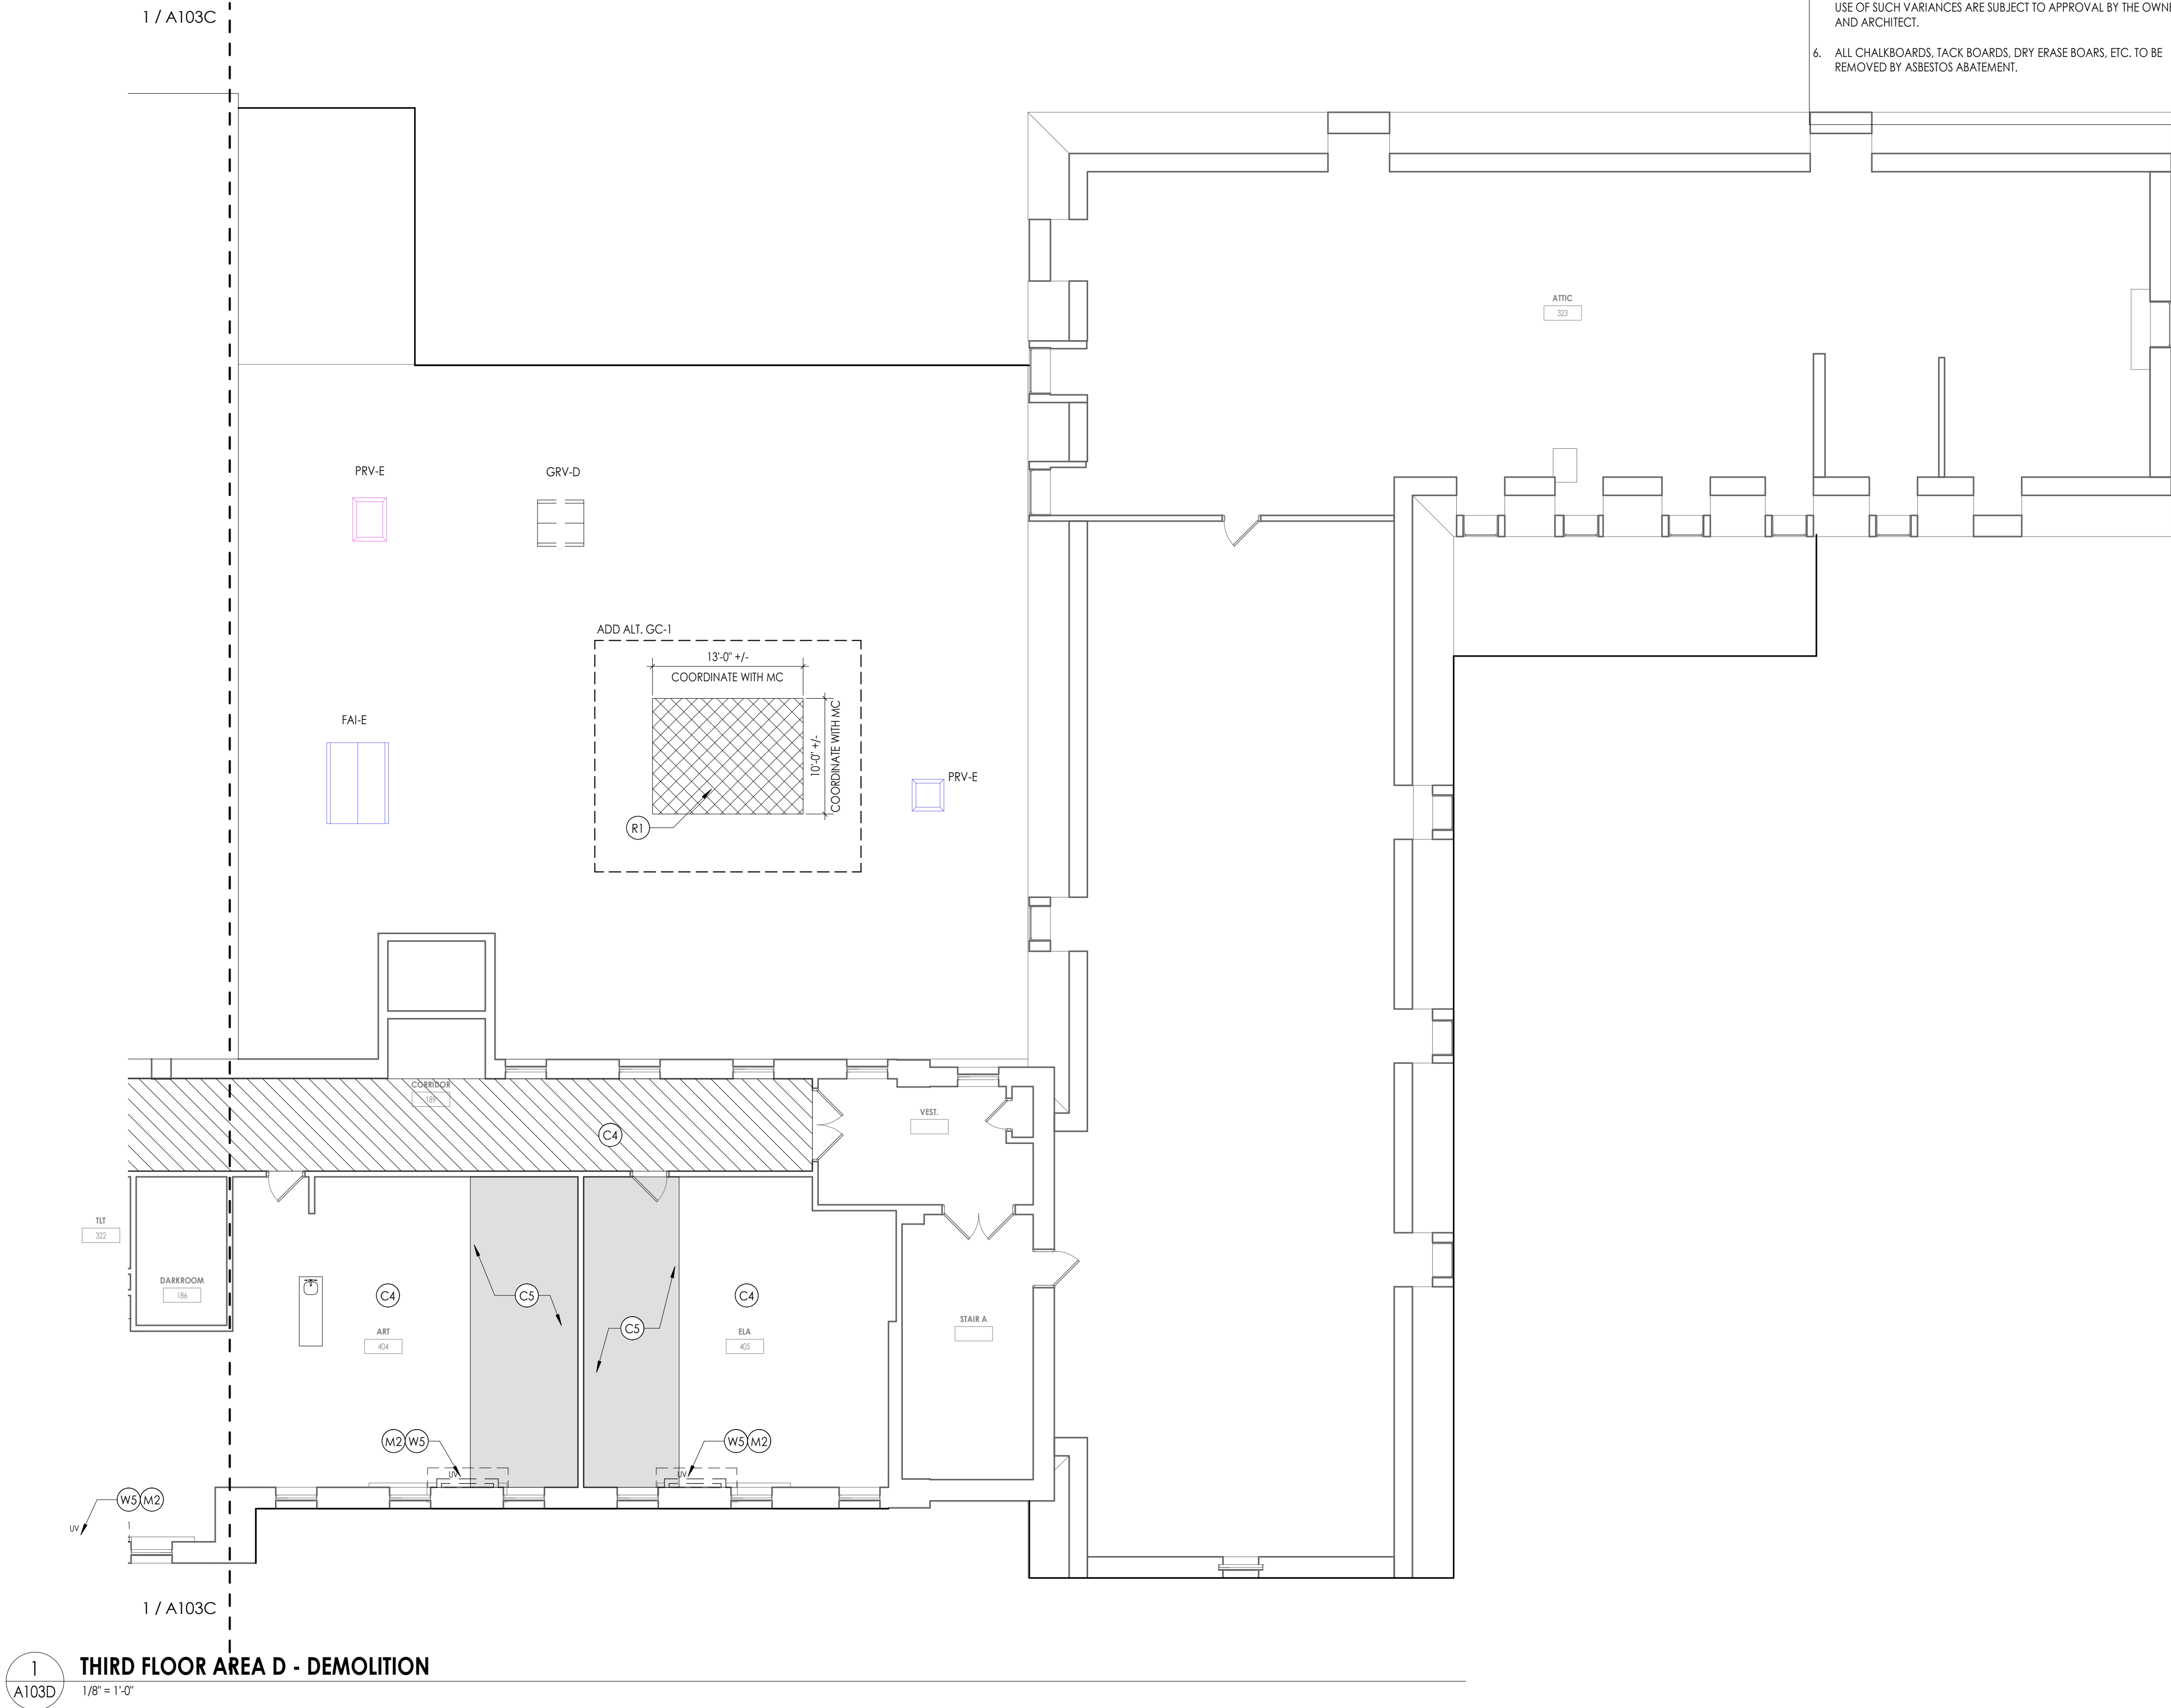 1 / A103C
USE OF SUCH VARIANCES ARE SUBJECT TO APPROVAL BY THE
AND ARCHITECT.
6. ALL CHALKBOARDS, TACK BOARDS, DRY ERASE BOARS, ETC. TO BE
REMOVED BY ASBESTOS ABATEMENT.
ATTIC
323
PRV-E
GRV-D
ADD ALT. GC-1
13'-0" +/-
COORDINATE WITH MC
10'-0" +/-
COORDINATE WITH MC
R1
FAI-E
PRV-E
CORRIDOR
189
C4
VEST.
TLT
322
DARKROOM
186
C4
ART
404
C5
C5
C4
ELA
405
STAIR A
M2 W5
UV
W5 M2
UV
W5 M2
UV
1
1 / A103C
1
A103D
THIRD FLOOR AREA D - DEMOLITION
1/8" = 1'-0"